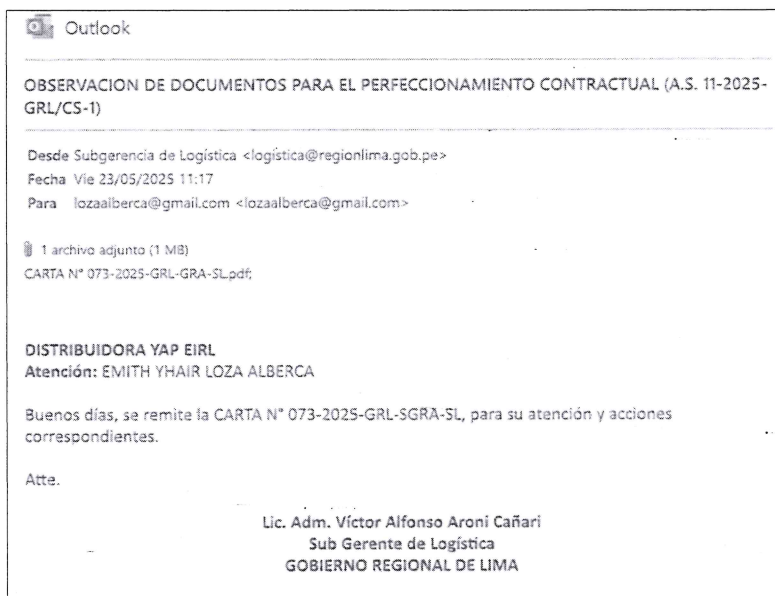 Outlook
OBSERVACION DE DOCUMENTOS PARA EL PERFECCIONAMIENTO CONTRACTUAL (A.S. 11-2025-
GRL/CS-1)
Desde Subgerencia de Logística <logística@regionlima.gob.pe>
Fecha Vie 23/05/2025 11:17
Para lozaalberca@gmail.com <lozaalberca@gmail.com>
1 archivo adjunto (1 MB)
CARTA N° 073-2025-GRL-GRA-SL.pdf;
DISTRIBUIDORA YAP EIRL
Atención: EMITH YHAIR LOZA ALBERCA
Buenos días, se remite la CARTA N° 073-2025-GRL-SGRA-SL, para su atención y acciones
correspondientes.
Atte.
Lic. Adm. Víctor Alfonso Aroni Cañari
Sub Gerente de Logística
GOBIERNO REGIONAL DE LIMA